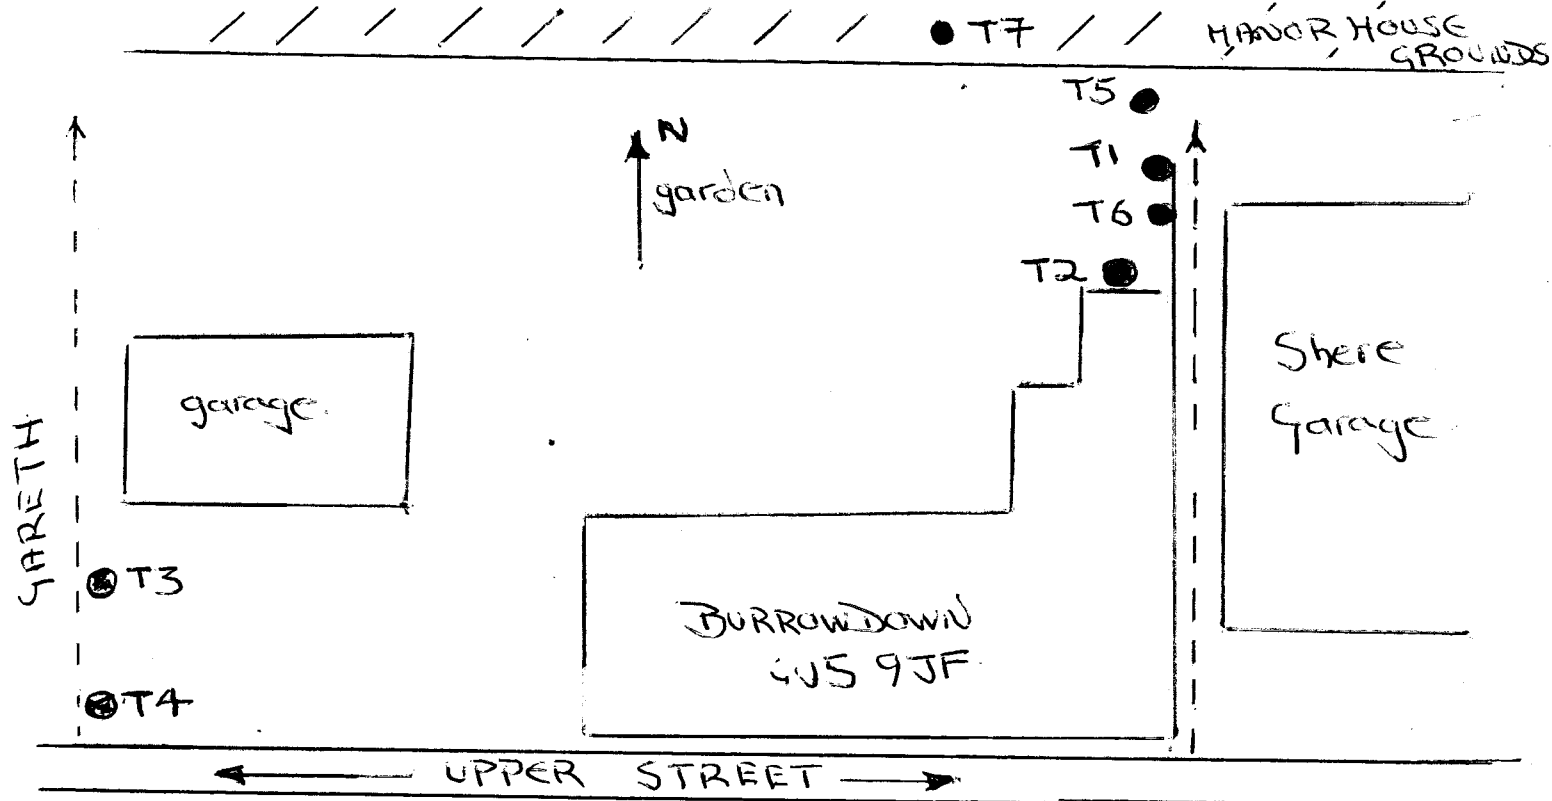 T7
MANOR HOUSE
GROUNDS
T5
N
garden
T1
T6
T2
Shere
Garage
garage
GARETH
T3
T4
BURROWDOWN
GU5 9JF
UPPER STREET